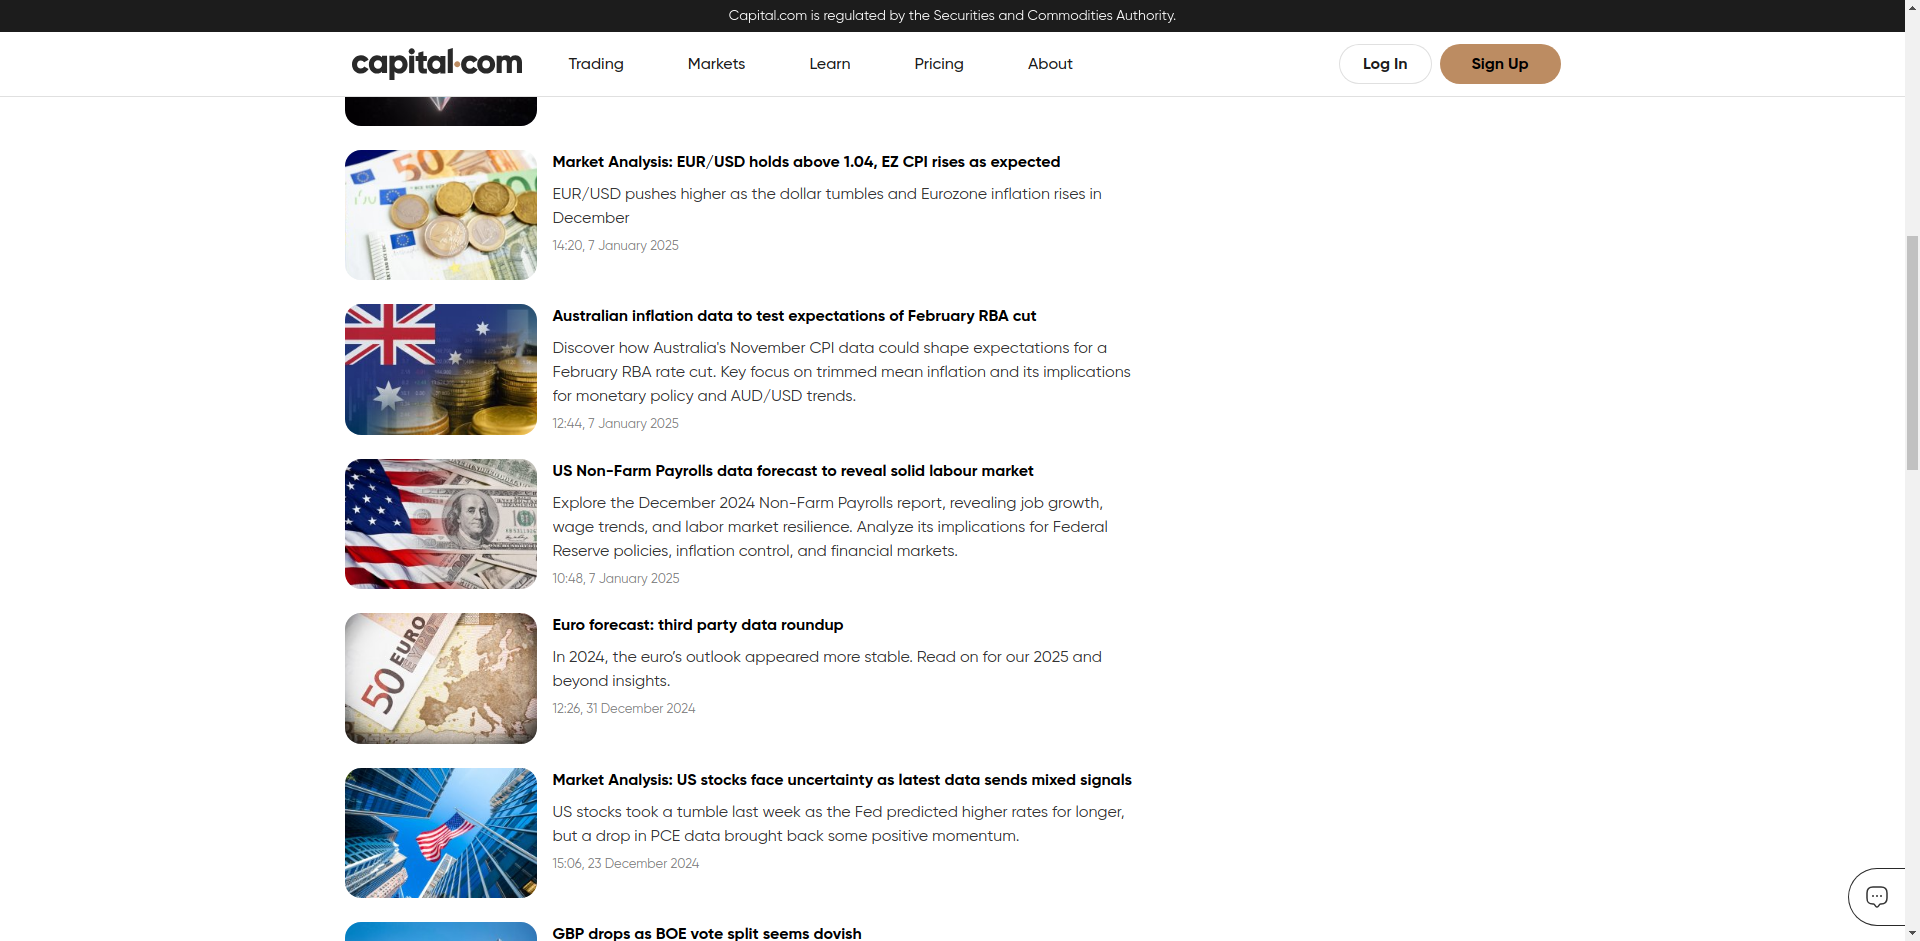 Capital.com is regulated by the Securities and Commodities Authority.
capital.com
Trading
Markets
Learn
Pricing
About
Log In
Sign Up
Market Analysis: EUR/USD holds above 1.04, EZ CPI rises as expected
EUR/USD pushes higher as the dollar tumbles and Eurozone inflation rises in
December
14:20, 7 January 2025
Australian inflation data to test expectations of February RBA cut
Discover how Australia's November CPI data could shape expectations for a
February RBA rate cut. Key focus on trimmed mean inflation and its implications
for monetary policy and AUD/USD trends.
12:44, 7 January 2025
US Non-Farm Payrolls data forecast to reveal solid labour market
Explore the December 2024 Non-Farm Payrolls report, revealing job growth,
wage trends, and labor market resilience. Analyze its implications for Federal
Reserve policies, inflation control, and financial markets.
10:48, 7 January 2025
50 EURO
Euro forecast: third party data roundup
In 2024, the euro’s outlook appeared more stable. Read on for our 2025 and
beyond insights.
12:26, 31 December 2024
Market Analysis: US stocks face uncertainty as latest data sends mixed signals
US stocks took a tumble last week as the Fed predicted higher rates for longer,
but a drop in PCE data brought back some positive momentum.
15:06, 23 December 2024
GBP drops as BOE vote split seems dovish